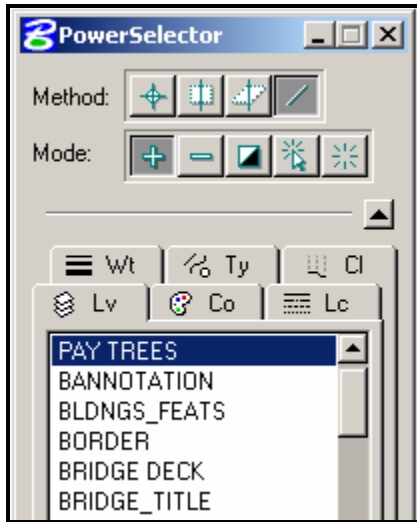 PowerSelector
Method:
Mode:
Wt Ty Cl
Lv Co Lc
PAY TREES
BANNOTATION
BLDNGS_FEATS
BORDER
BRIDGE DECK
BRIDGE_TITLE